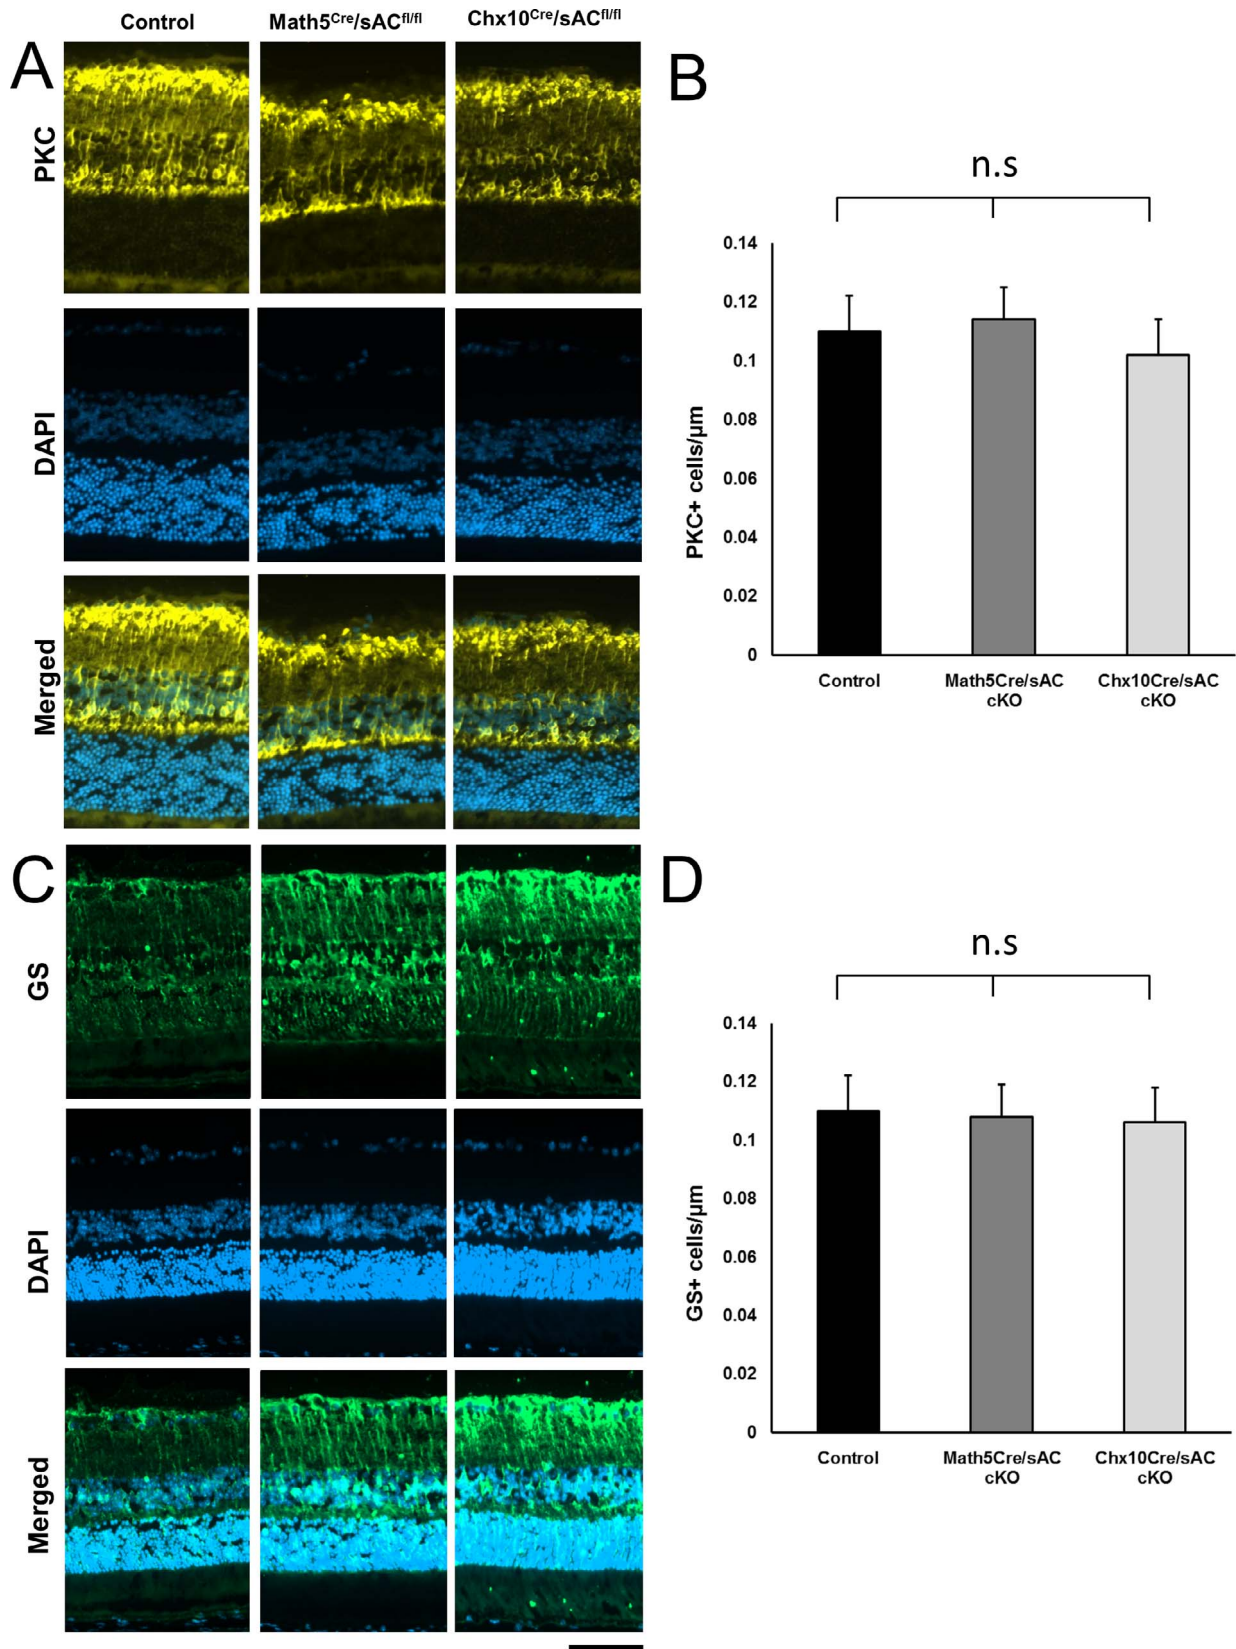 Control Math5Cre/sACfl/fl Chx10Cre/sACfl/fl
A
PKC
DAPI
Merged
B
n.s
0.14
0.12
0.1
0.08
0.06
0.04
0.02
0
PKC+ cells/µm
Control Math5Cre/sAC Chx10Cre/sAC
cKO cKO
C
GS
DAPI
Merged
D
n.s
0.14
0.12
0.1
0.08
0.06
0.04
0.02
0
GS+ cells/µm
Control Math5Cre/sAC Chx10Cre/sAC
cKO cKO